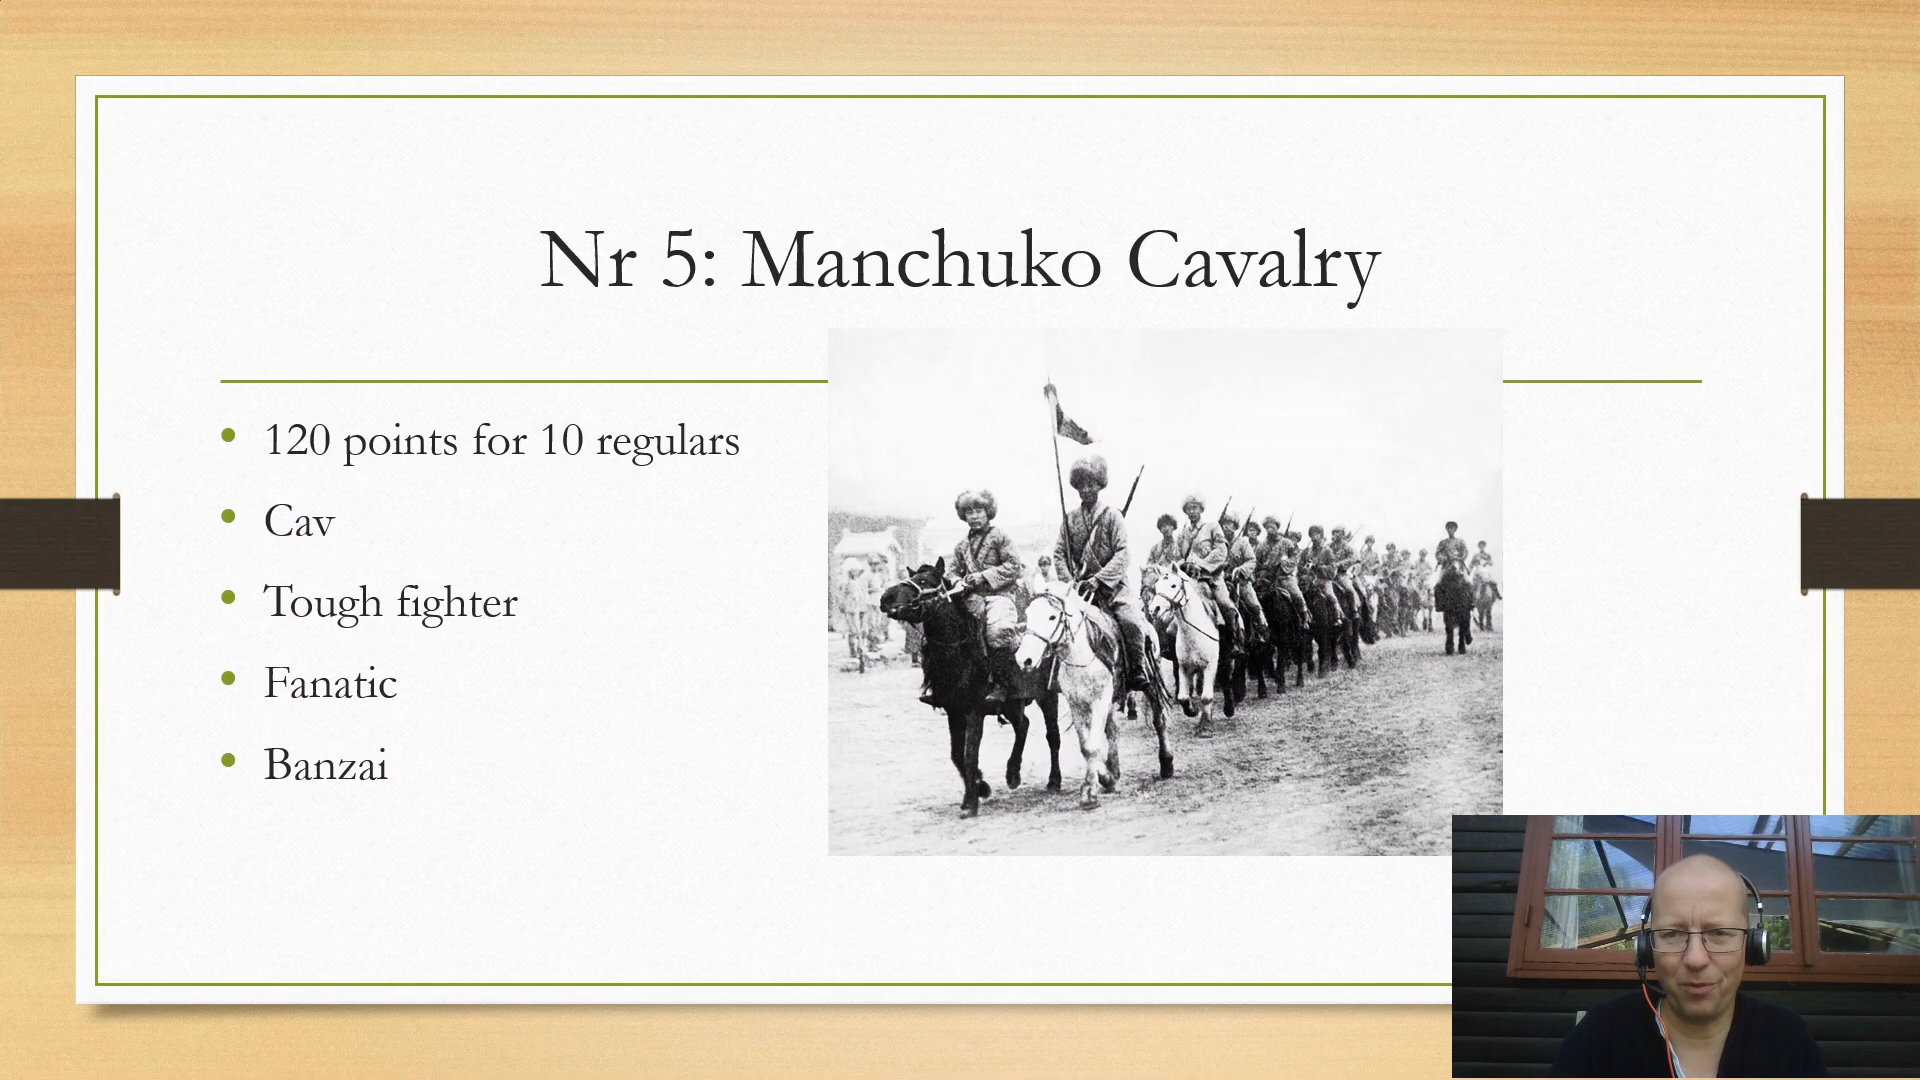 Nr 5: Manchuko Cavalry
120 points for 10 regulars
Cav
Tough fighter
Fanatic
Banzai